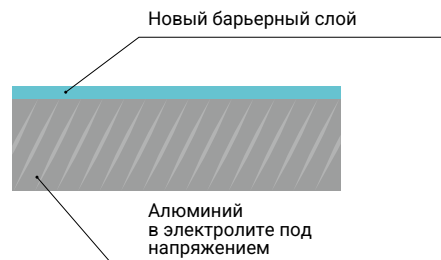 Новый барьерный слой
Алюминий
в электролите под
напряжением